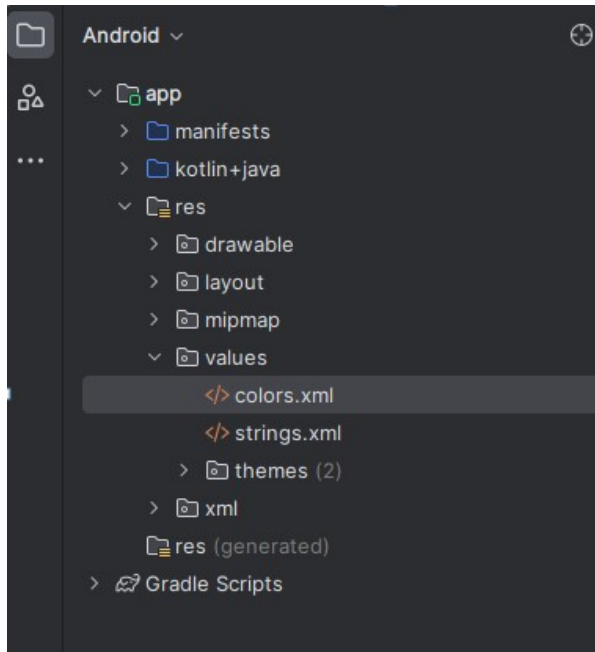 Android
app
manifests
kotlin+java
res
drawable
layout
mipmap
values
</> colors.xml
</> strings.xml
themes (2)
xml
res (generated)
Gradle Scripts